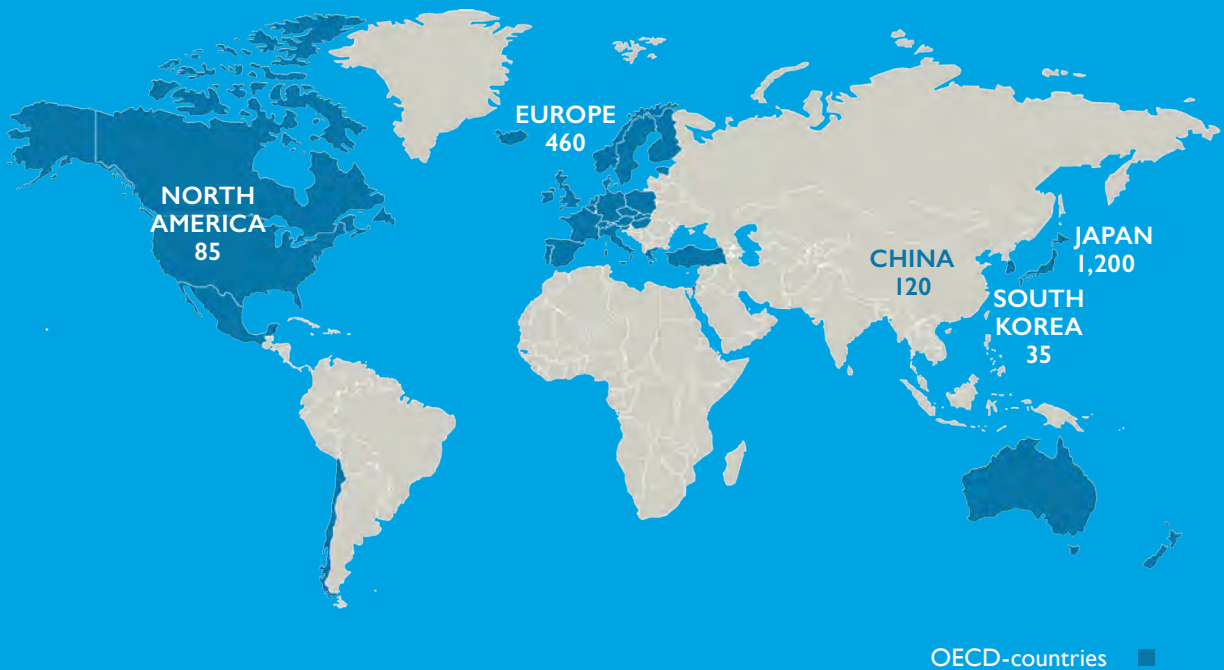 EUROPE
460
NORTH
AMERICA
85
CHINA
120
JAPAN
1,200
SOUTH
KOREA
35
OECD-countries